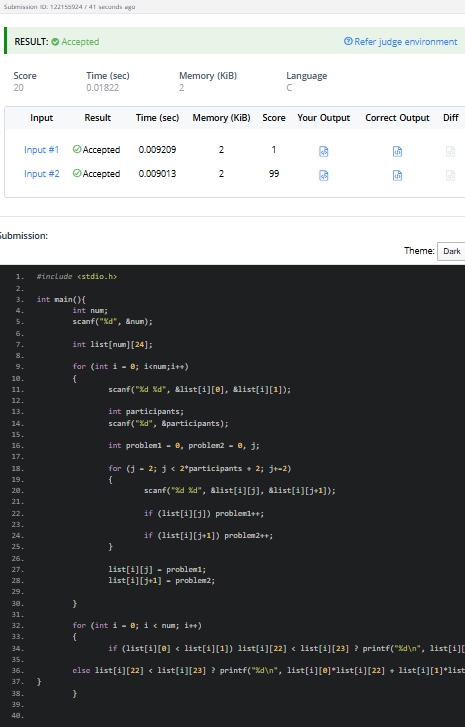 Submission ID: 122155924 / 41 seconds ago
RESULT: Accepted
Refer judge environment
Score Time (sec) Memory (KiB) Language
20 0.01822 2 C
Input Result Time (sec) Memory (KiB) Score Your Output Correct Output Diff
Input #1 Accepted 0.009209 2 1
Input #2 Accepted 0.009013 2 99
Submission:
Theme: Dark
1. #include <stdio.h>
2.
3. int main(){
4. int num;
5. scanf("%d", &num);
6.
7. int list[num][24];
8.
9. for (int i = 0; i<num;i++)
10. {
11. scanf("%d %d", &list[i][0], &list[i][1]);
12.
13. int participants;
14. scanf("%d", &participants);
15.
16. int problem1 = 0, problem2 = 0, j;
17.
18. for (j = 2; j < 2*participants + 2; j+=2)
19. {
20. scanf("%d %d", &list[i][j], &list[i][j+1]);
21.
22. if (list[i][j]) problem1++;
23.
24. if (list[i][j+1]) problem2++;
25. }
26.
27. list[i][j] = problem1;
28. list[i][j+1] = problem2;
29.
30. }
31.
32. for (int i = 0; i < num; i++)
33. {
34. if (list[i][0] < list[i][1]) list[i][22] < list[i][23] ? printf("%d\n", list[i][
35.
36. else list[i][22] < list[i][23] ? printf("%d\n", list[i][0]*list[i][22] + list[i][1]*list
37. }
38. }
39.
40.